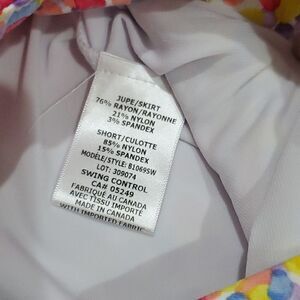 JUPE/SKIRT
76% RAYON/RAYONNE
21% NYLON
3% SPANDEX
SHORT/CULOTTE
85% NYLON
15% SPANDEX
MODÈLE/STYLE: 81069SW
LOT: 309074
SWING CONTROL
CA# 05249
FABRIQUÉ AU CANADA
AVEC TISSU IMPORTÉ
MADE IN CANADA
WITH IMPORTED FABRIC